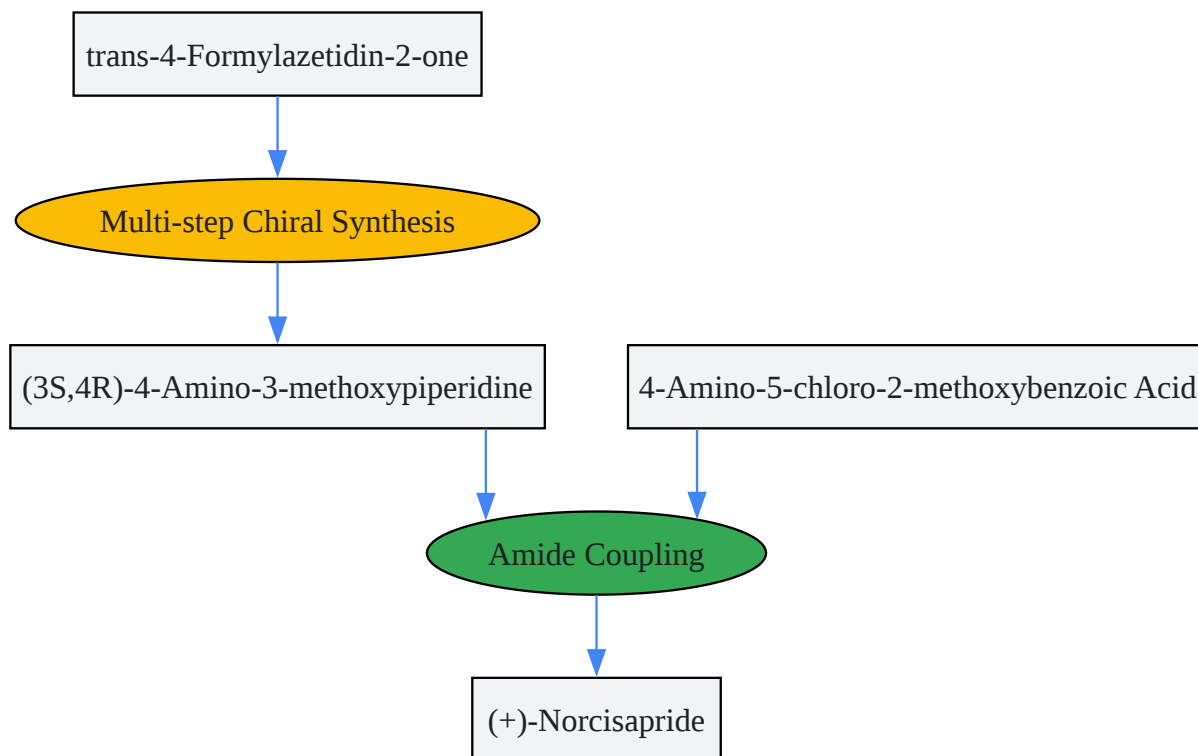 trans-4-Formylazetidin-2-one
Multi-step Chiral Synthesis
(3S,4R)-4-Amino-3-methoxypiperidine
4-Amino-5-chloro-2-methoxybenzoic Acid
Amide Coupling
(+)-Norcisapride